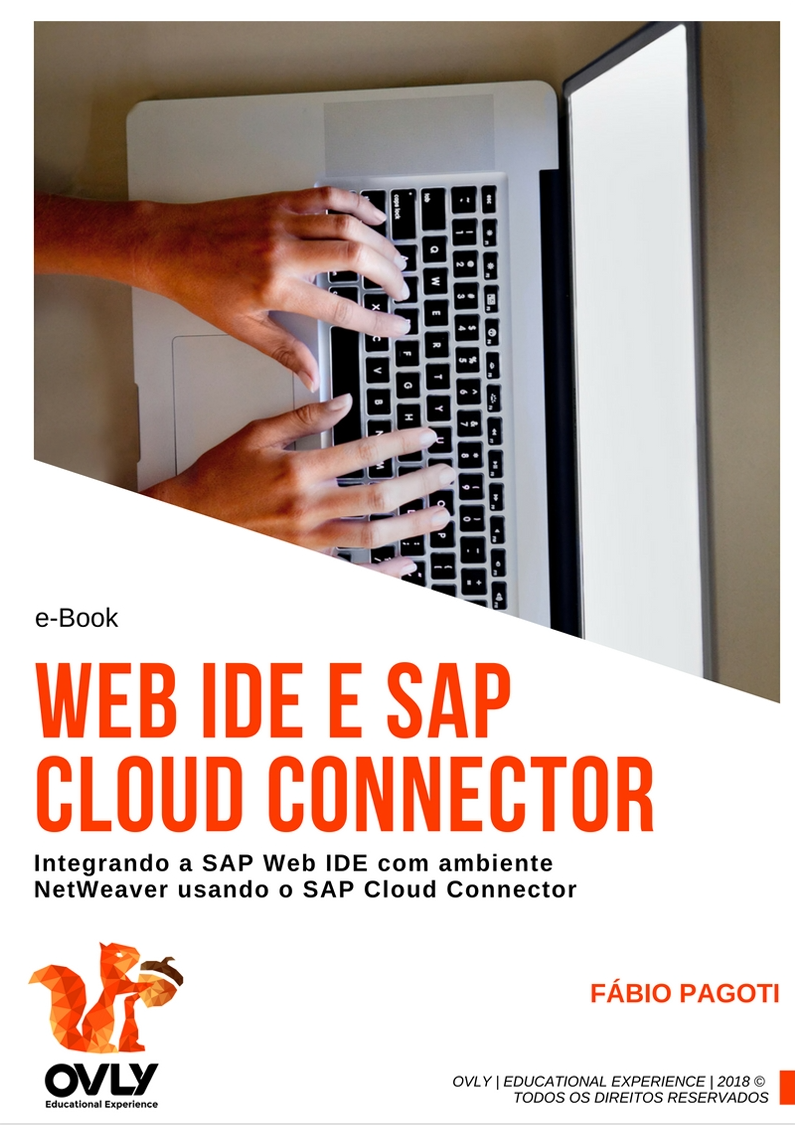 e-Book
WEB IDE E SAP
CLOUD CONNECTOR
Integrando a SAP Web IDE com ambiente
NetWeaver usando o SAP Cloud Connector
FÁBIO PAGOTI
OVLY
Educational Experience
OVLY | EDUCATIONAL EXPERIENCE | 2018 ©
TODOS OS DIREITOS RESERVADOS